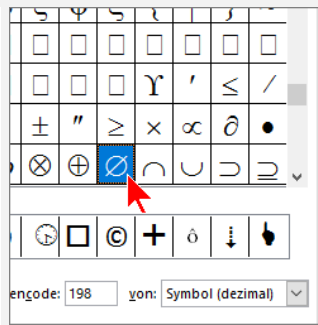 ς ψ ς { | } ~
ϒ ′ ≤ ⁄
± ″ ≥ × ∝ ∂ •
⊗ ⊕ ∅ ∩ ∪ ⊃ ⊇
© + ô
encode: 198 von: Symbol (dezimal)